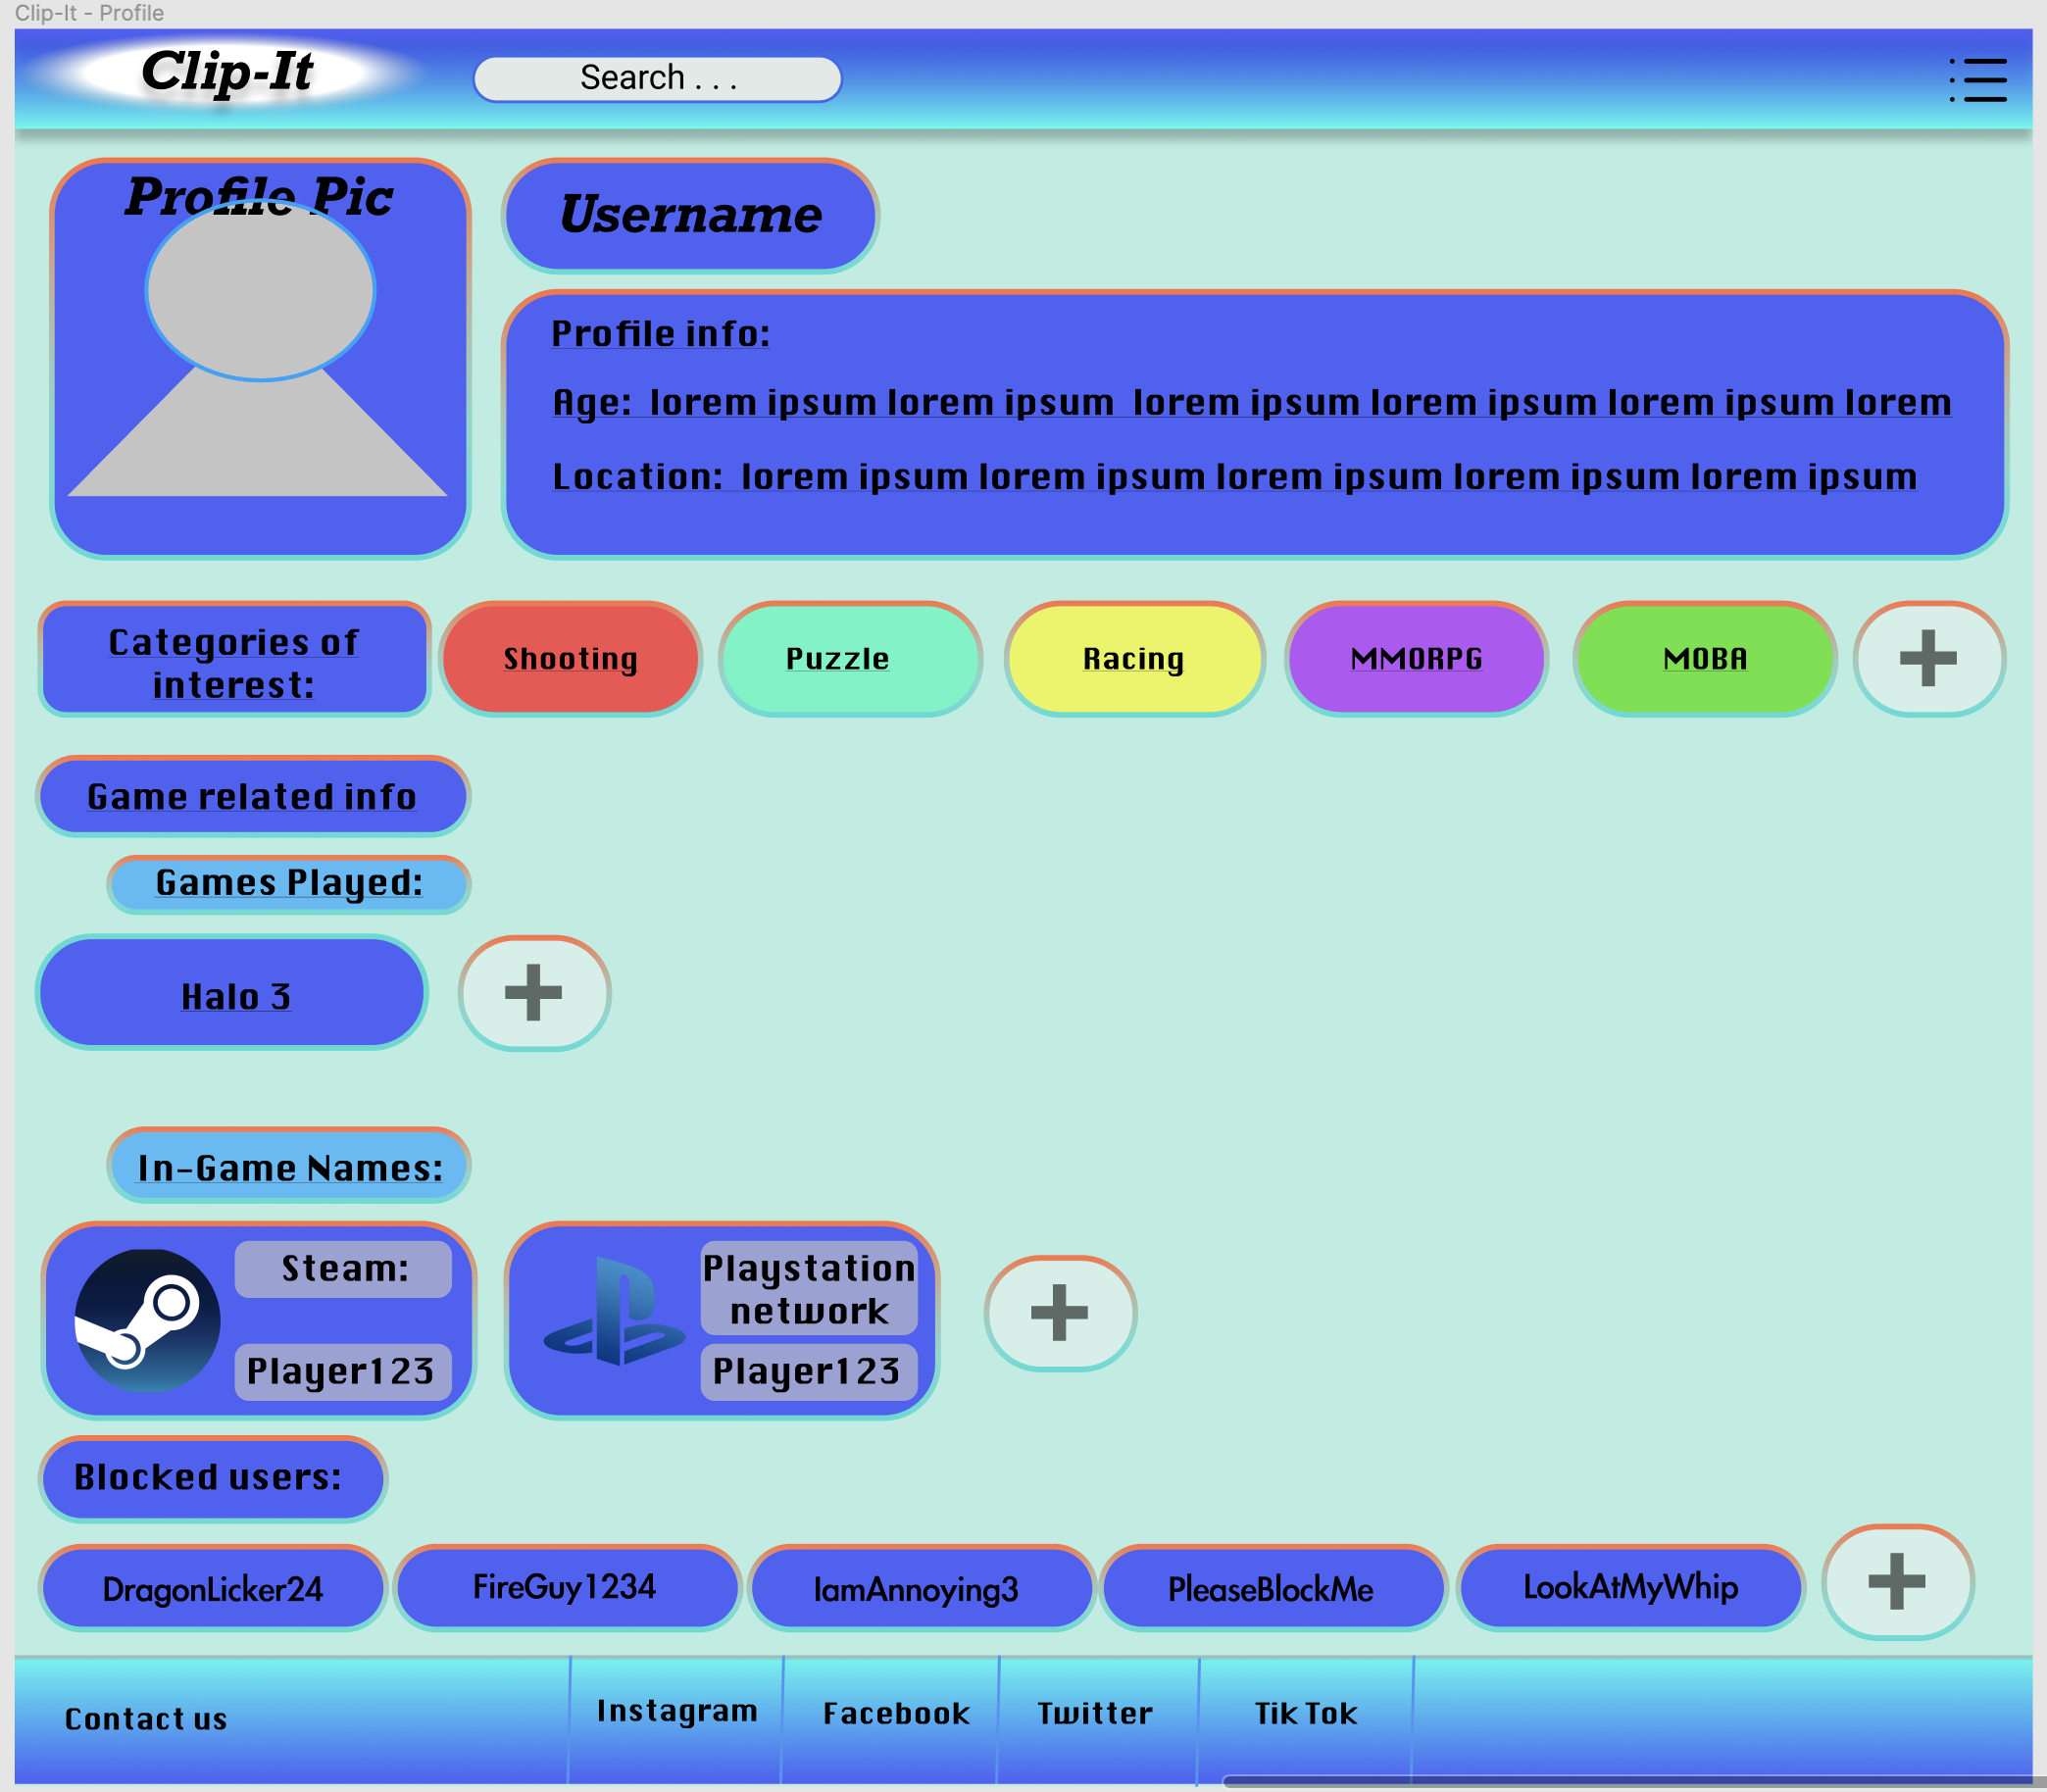 Clip-It - Profile
Clip-It
Search . . .
Profile Pic
Username
Profile info:
Age: lorem ipsum lorem ipsum lorem ipsum lorem ipsum lorem ipsum lorem
Location: lorem ipsum lorem ipsum lorem ipsum lorem ipsum lorem ipsum
Categories of
interest:
Shooting
Puzzle
Racing
MMORPG
MOBA
Game related info
Games Played:
Halo 3
In-Game Names:
Steam:
Player123
Playstation
network
Player123
Blocked users:
DragonLicker24
FireGuy1234
IamAnnoying3
PleaseBlockMe
LookAtMyWhip
Contact us
Instagram
Facebook
Twitter
Tik Tok